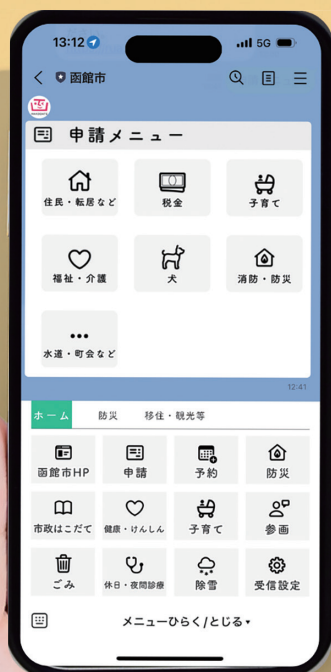 13:12
5G
函館市
申請メニュー
住民・転居など
税金
子育て
福祉・介護
犬
消防・防災
水道・町会など
12:41
ホーム
防災
移住・観光等
函館市HP
申請
予約
防災
市政はこだて
健康・けんしん
子育て
参画
ごみ
休日・夜間診療
除雪
受信設定
メニューひらく/とじる▾